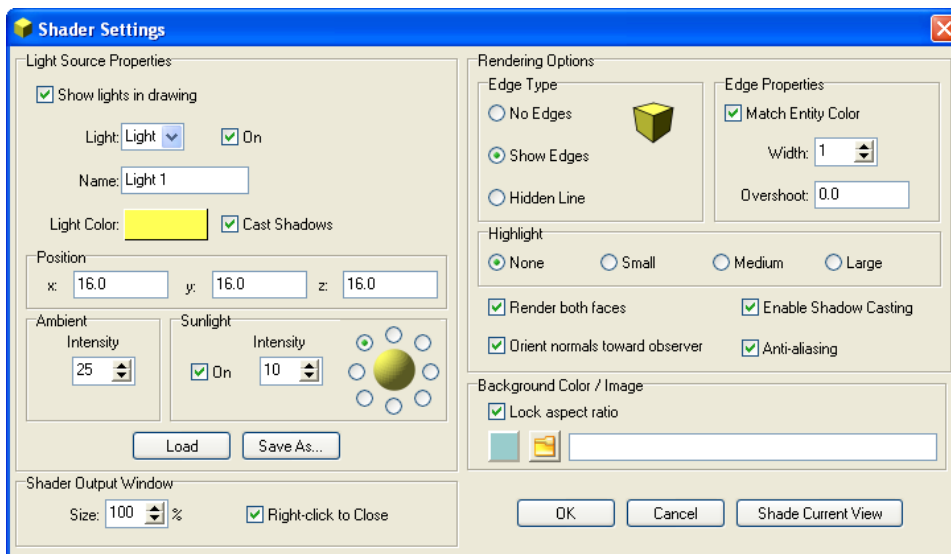 Shader Settings
Light Source Properties
Show lights in drawing
Light: Light On
Name: Light 1
Light Color: Cast Shadows
Position
x: 16.0 y: 16.0 z: 16.0
Ambient
Intensity
25
Sunlight
Intensity
On 10
Load Save As...
Shader Output Window
Size: 100 % Right-click to Close
Rendering Options
Edge Type
No Edges
Show Edges
Hidden Line
Edge Properties
Match Entity Color
Width: 1
Overshoot: 0.0
Highlight
None Small Medium Large
Render both faces Enable Shadow Casting
Orient normals toward observer Anti-aliasing
Background Color / Image
Lock aspect ratio
OK Cancel Shade Current View